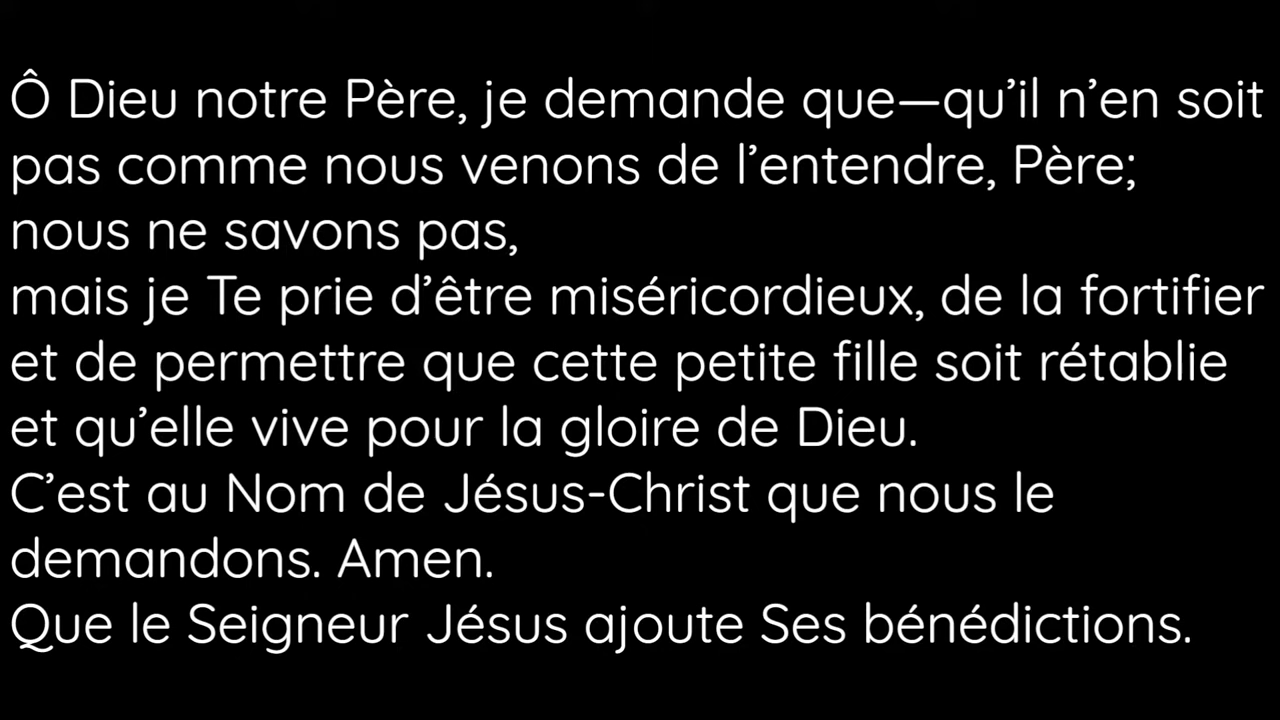 Ô Dieu notre Père, je demande que—qu’il n’en soit
pas comme nous venons de l’entendre, Père;
nous ne savons pas,
mais je Te prie d’être miséricordieux, de la fortifier
et de permettre que cette petite fille soit rétablie
et qu’elle vive pour la gloire de Dieu.
C’est au Nom de Jésus-Christ que nous le
demandons. Amen.
Que le Seigneur Jésus ajoute Ses bénédictions.